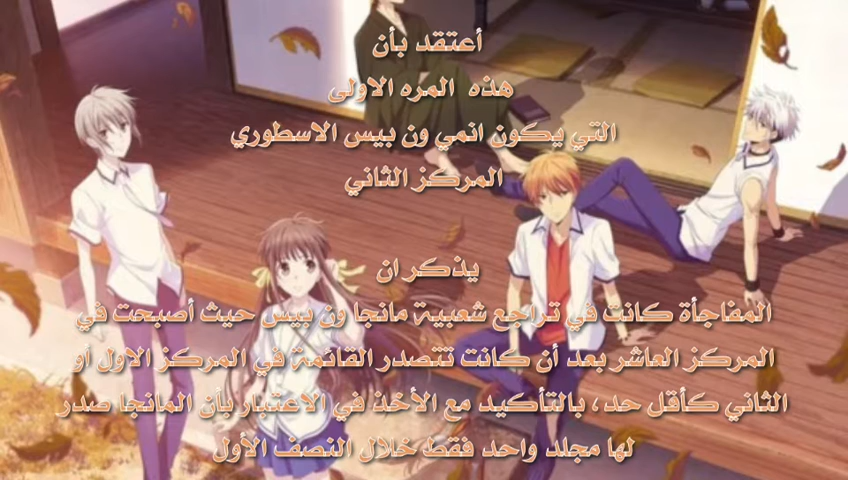 أعتقد بأن
هذه المره الاولى
التي يكون انمي ون بيس الاسطوري
المركز الثاني
يذكر ان
المفاجأة كانت في تراجع شعبية مانجا ون بيس حيث أصبحت في
المركز العاشر بعد أن كانت تتصدر القائمة في المركز الاول أو
الثاني كأقل حد، بالتأكيد مع الأخذ في الاعتبار بأن المانجا صدر
لها مجلد واحد فقط خلال النصف الأول